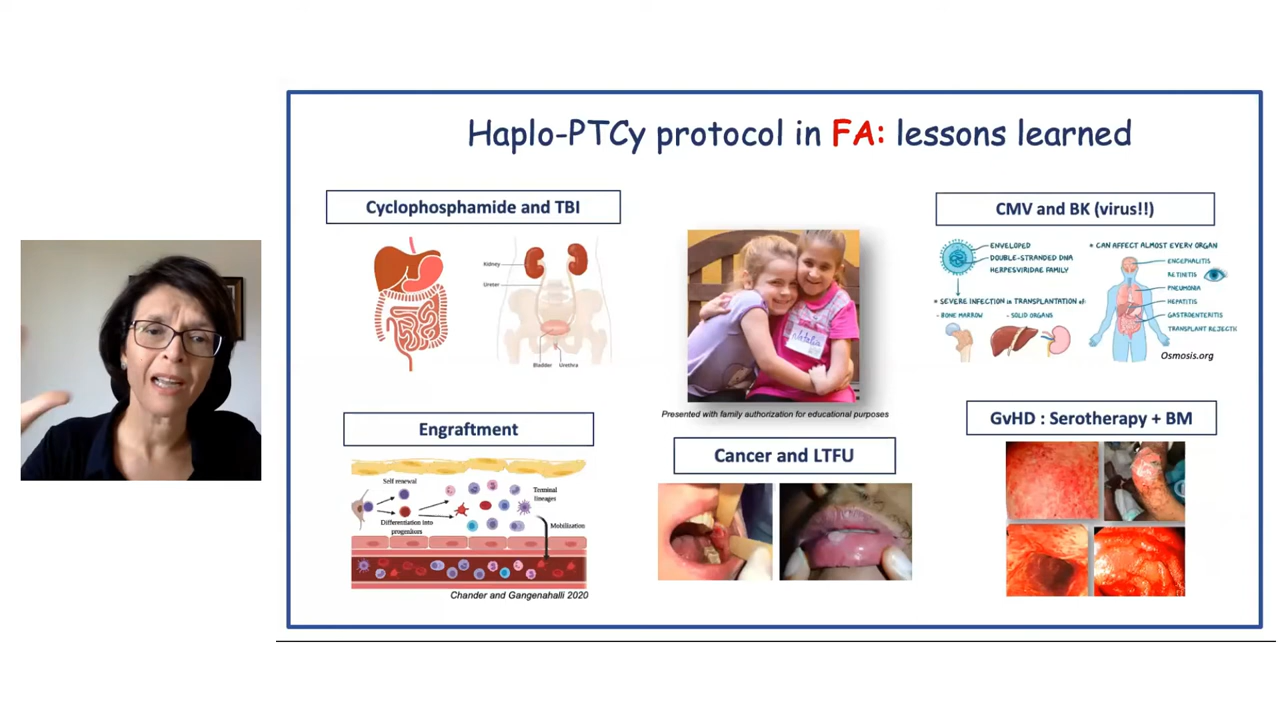 Haplo-PTCy protocol in FA: lessons learned
Cyclophosphamide and TBI
Kidney
Ureter
Bladder
Urethra
Presented with family authorization for educational purposes
CMV and BK (virus!!)
ENVELOPED
DOUBLE-STRANDED DNA
HERPESVIRIDAE FAMILY
* SEVERE INFECTION in TRANSPLANTATION of:
- BONE MARROW
- SOLID ORGANS
* CAN AFFECT ALMOST EVERY ORGAN
ENCEPHALITIS
RETINITIS
PNEUMONIA
HEPATITIS
GASTROENTERITIS
TRANSPLANT REJECTIO
Osmosis.org
Engraftment
Self renewal
Differentiation into
progenitors
Terminal
lineages
Mobilization
Chander and Gangenahalli 2020
Cancer and LTFU
GvHD : Serotherapy + BM